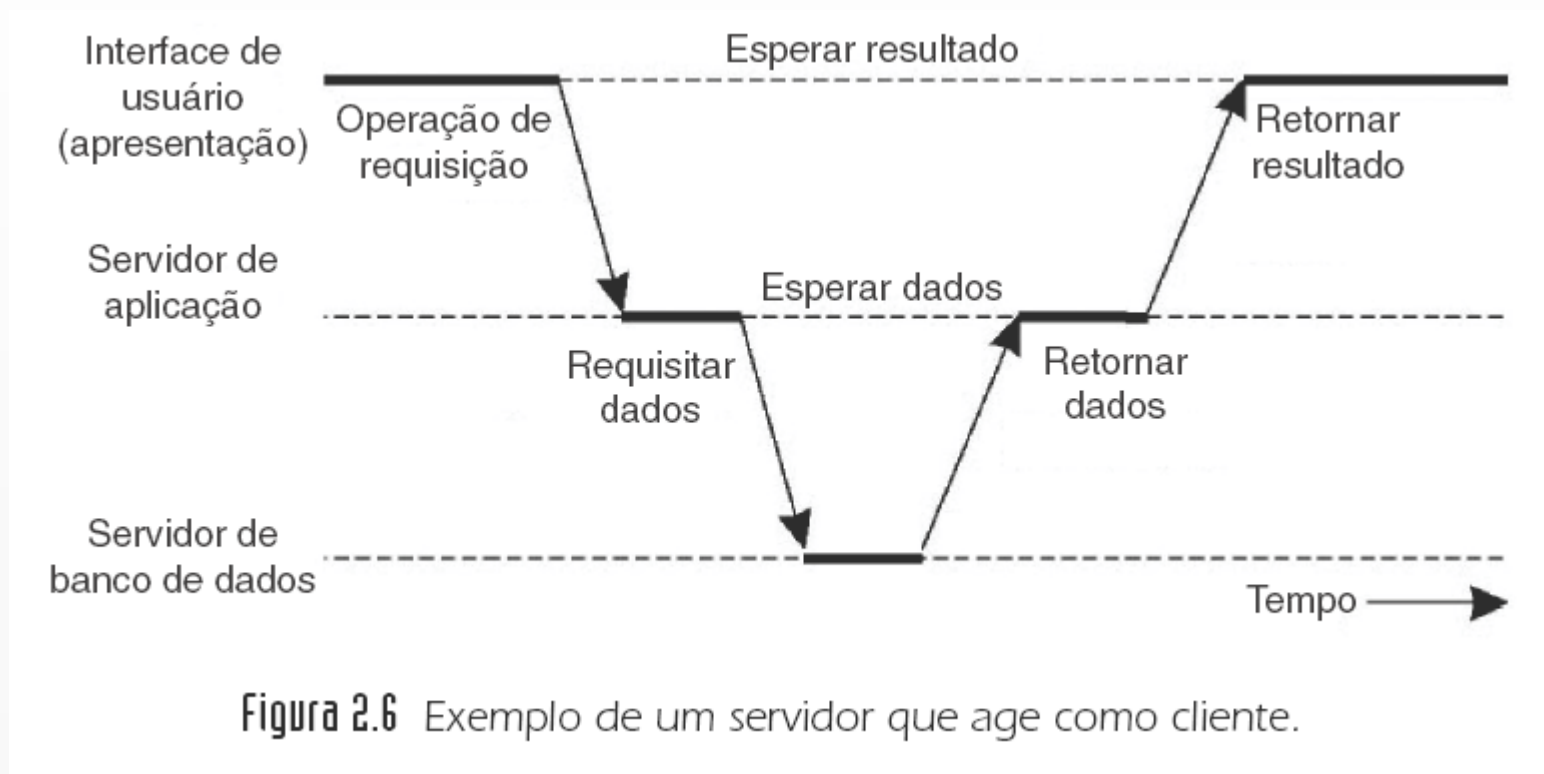 Interface de
usuário
(apresentação)
Esperar resultado
Operação de
requisição
Retornar
resultado
Servidor de
aplicação
Esperar dados
Requisitar
dados
Retornar
dados
Servidor de
banco de dados
Tempo
Figura 2.6 Exemplo de um servidor que age como cliente.